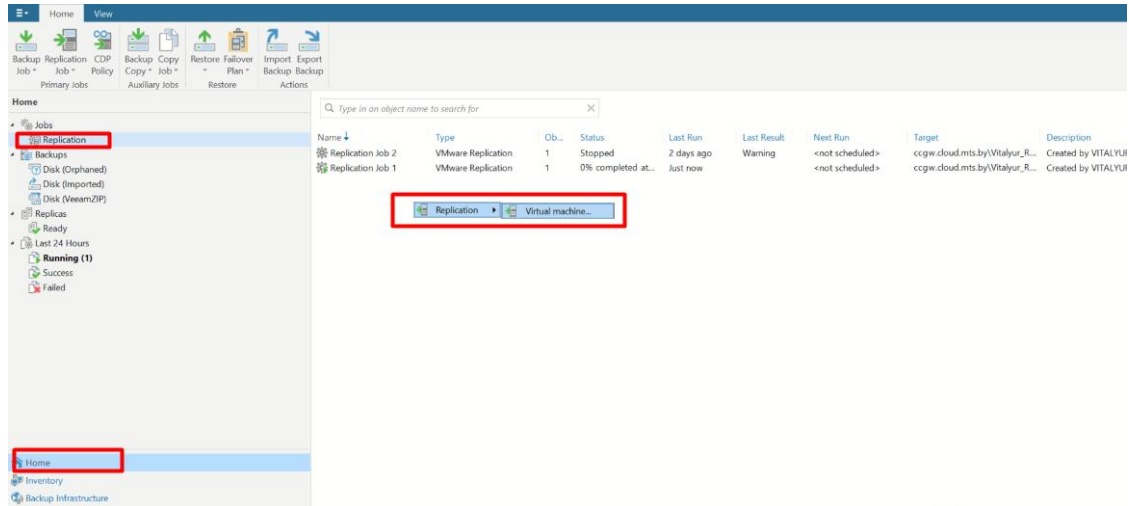 Home View
Backup Job Replication Job CDP Policy Backup Copy Copy Job Restore Failover Plan Import Backup Export Backup
Primary Jobs Auxiliary Jobs Restore Actions
Home
Type in an object name to search for
Jobs
Replication
Backups
Disk (Orphaned)
Disk (Imported)
Disk (VeeamZIP)
Replicas
Ready
Last 24 Hours
Running (1)
Success
Failed
Name Type Ob... Status Last Run Last Result Next Run Target Description
Replication Job 2 VMware Replication 1 Stopped 2 days ago Warning <not scheduled> ccgw.cloud.mts.by\Vitalyur_R... Created by VITALYUR
Replication Job 1 VMware Replication 1 0% completed at... Just now <not scheduled> ccgw.cloud.mts.by\Vitalyur_R... Created by VITALYUR
Replication Virtual machine...
Home
Inventory
Backup Infrastructure